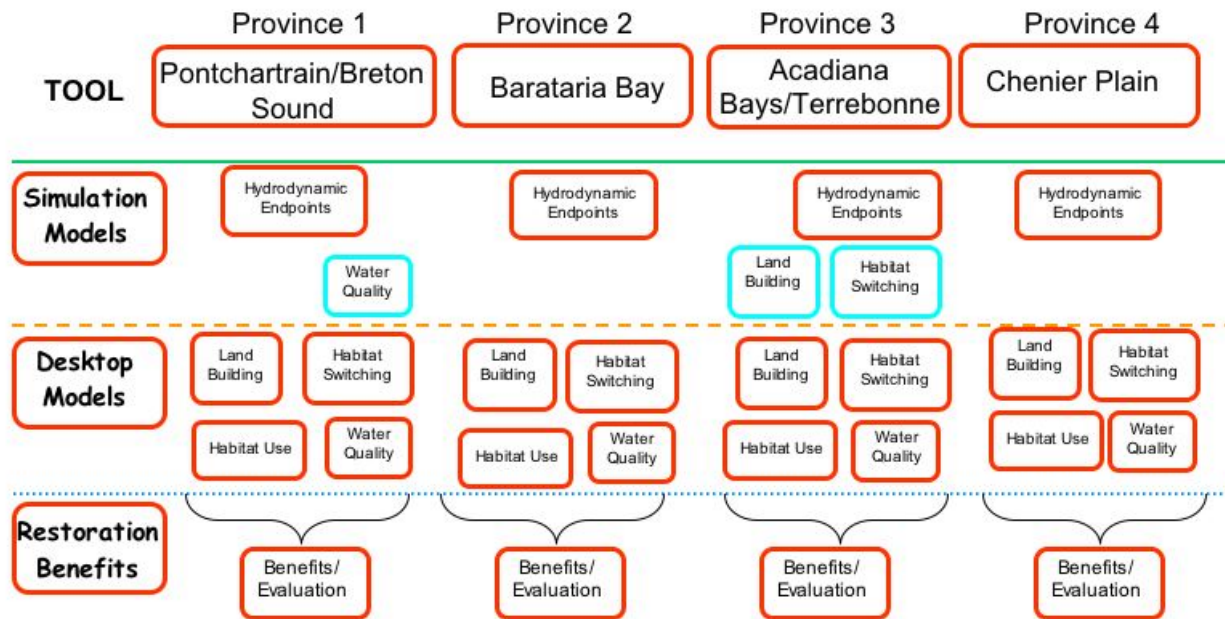 Province 1
Province 2
Province 3
Province 4
TOOL
Pontchartrain/Breton
Sound
Barataria Bay
Acadiana
Bays/Terrebonne
Chenier Plain
Simulation
Models
Hydrodynamic
Endpoints
Hydrodynamic
Endpoints
Hydrodynamic
Endpoints
Hydrodynamic
Endpoints
Water
Quality
Land
Building
Habitat
Switching
Desktop
Models
Land
Building
Habitat
Switching
Land
Building
Habitat
Switching
Land
Building
Habitat
Switching
Land
Building
Habitat
Switching
Habitat Use
Water
Quality
Habitat Use
Water
Quality
Habitat Use
Water
Quality
Habitat Use
Water
Quality
Restoration
Benefits
Benefits/
Evaluation
Benefits/
Evaluation
Benefits/
Evaluation
Benefits/
Evaluation